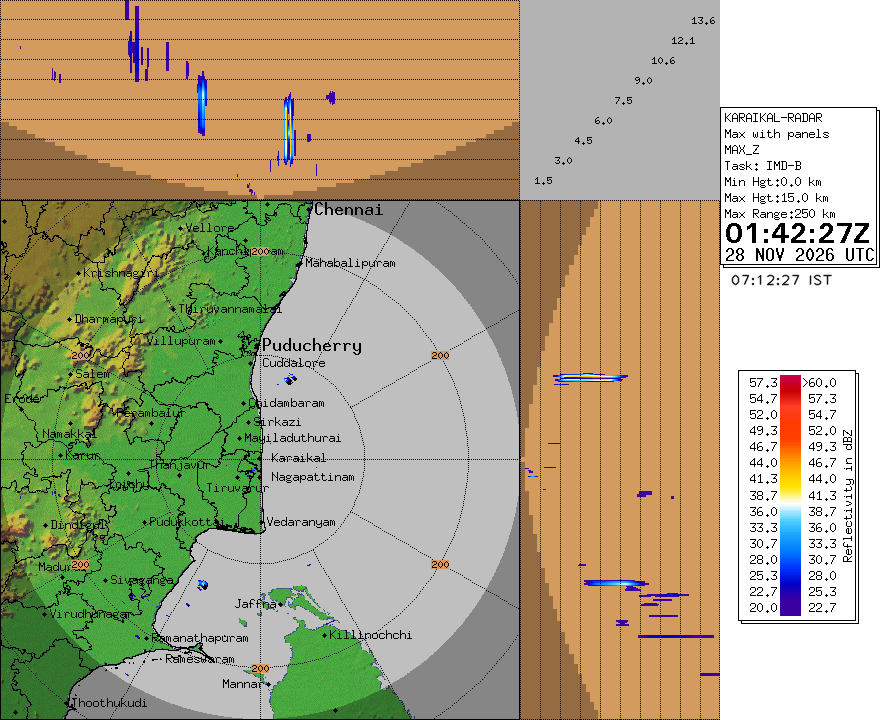 13.6
12.1
10.6
9.0
7.5
6.0
4.5
3.0
1.5
KARAIKAL-RADAR
Max with panels
MAX_Z
Task: IMD-B
Min Hgt:0.0 km
Max Hgt:15.0 km
Max Range:250 km
01:42:27Z
28 NOV 2026 UTC
07:12:27 IST
Chennai
Vellore
200
Mahabalipuram
Krishnagiri
Thiruvannamalai
Dharmapuri
Villupuram
Puducherry
200
200
Cuddalore
Salem
Erode
Chidambaram
Perambalur
Sirkazi
Namakkal
Mayiladuthurai
Karur
Karaikal
Thanjavur
Nagapattinam
Tiruvarur
Dindigul
Pudukkottai
Vedaranyam
200
200
Madurai
Sivaganga
Jaffna
Virudhunagar
Ramanathapuram
Killinochchi
Rameswaram
200
Mannar
Thoothukudi
57.3 >60.0
54.7 57.3
52.0 54.7
49.3 52.0
46.7 49.3
44.0 46.7
41.3 44.0
38.7 41.3
36.0 38.7
33.3 36.0
30.7 33.3
28.0 30.7
25.3 28.0
22.7 25.3
20.0 22.7
Reflectivity in dBZ